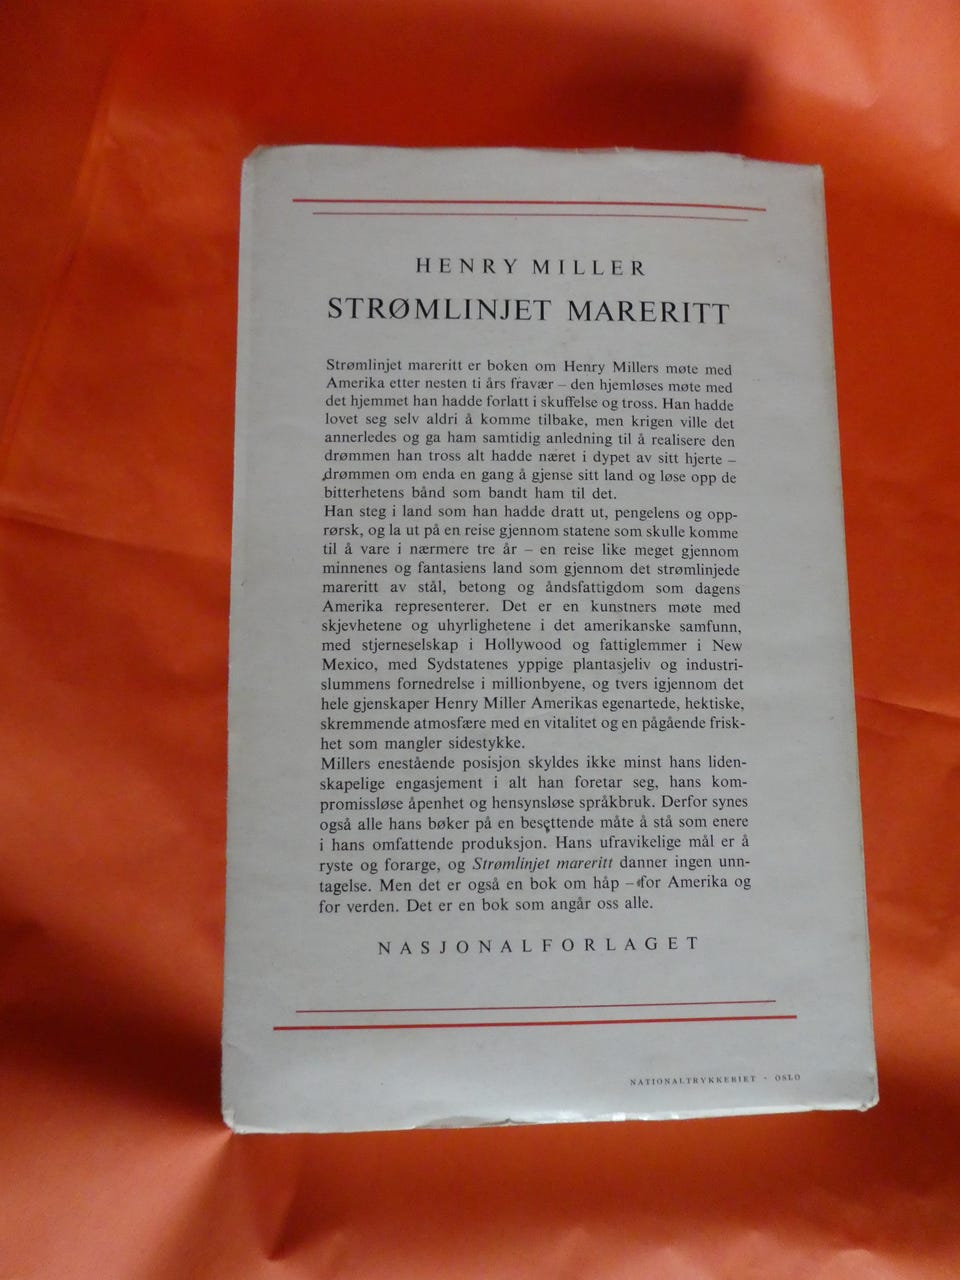 HENRY MILLER
STRØMLINJET MARERITT
Strømlinjet mareritt er boken om Henry Millers møte med
Amerika etter nesten ti års fravær – den hjemløses møte med
det hjemmet han hadde forlatt i skuffelse og tross. Han hadde
lovet seg selv aldri å komme tilbake, men krigen ville det
annerledes og ga ham samtidig anledning til å realisere den
drømmen han tross alt hadde næret i dypet av sitt hjerte –
drømmen om enda en gang å gjense sitt land og løse opp de
bitterhetens bånd som bandt ham til det.
Han steg i land som han hadde dratt ut, pengelens og opp-
rørsk, og la ut på en reise gjennom statene som skulle komme
til å vare i nærmere tre år – en reise like meget gjennom
minnenes og fantasiens land som gjennom det strømlinjede
mareritt av stål, betong og åndsfattigdom som dagens
Amerika representerer. Det er en kunstners møte med
skjevhetene og uhyrlighetene i det amerikanske samfunn,
med stjerneselskap i Hollywood og fattiglemmer i New
Mexico, med Sydstatenes yppige plantasjeliv og industri-
slummens fornedrelse i millionbyene, og tvers igjennom det
hele gjenskaper Henry Miller Amerikas egenartede, hektiske,
skremmende atmosfære med en vitalitet og en pågående frisk-
het som mangler sidestykke.
Millers enestående posisjon skyldes ikke minst hans liden-
skapelige engasjement i alt han foretar seg, hans kom-
promissløse åpenhet og hensynsløse språkbruk. Derfor synes
også alle hans bøker på en besettende måte å stå som enere
i hans omfattende produksjon. Hans ufravikelige mål er å
ryste og forarge, og Strømlinjet mareritt danner ingen unn-
tagelse. Men det er også en bok om håp – for Amerika og
for verden. Det er en bok som angår oss alle.
NASJONALFORLAGET
NATIONALTRYKKERIET · OSLO